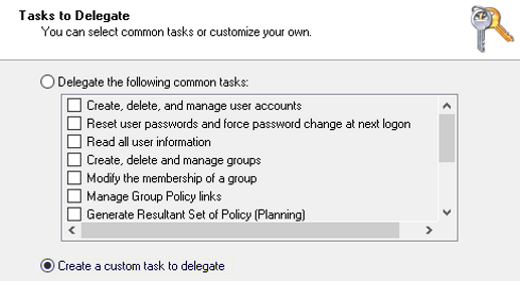 Tasks to Delegate
You can select common tasks or customize your own.
Delegate the following common tasks:
Create, delete, and manage user accounts
Reset user passwords and force password change at next logon
Read all user information
Create, delete and manage groups
Modify the membership of a group
Manage Group Policy links
Generate Resultant Set of Policy (Planning)
Create a custom task to delegate